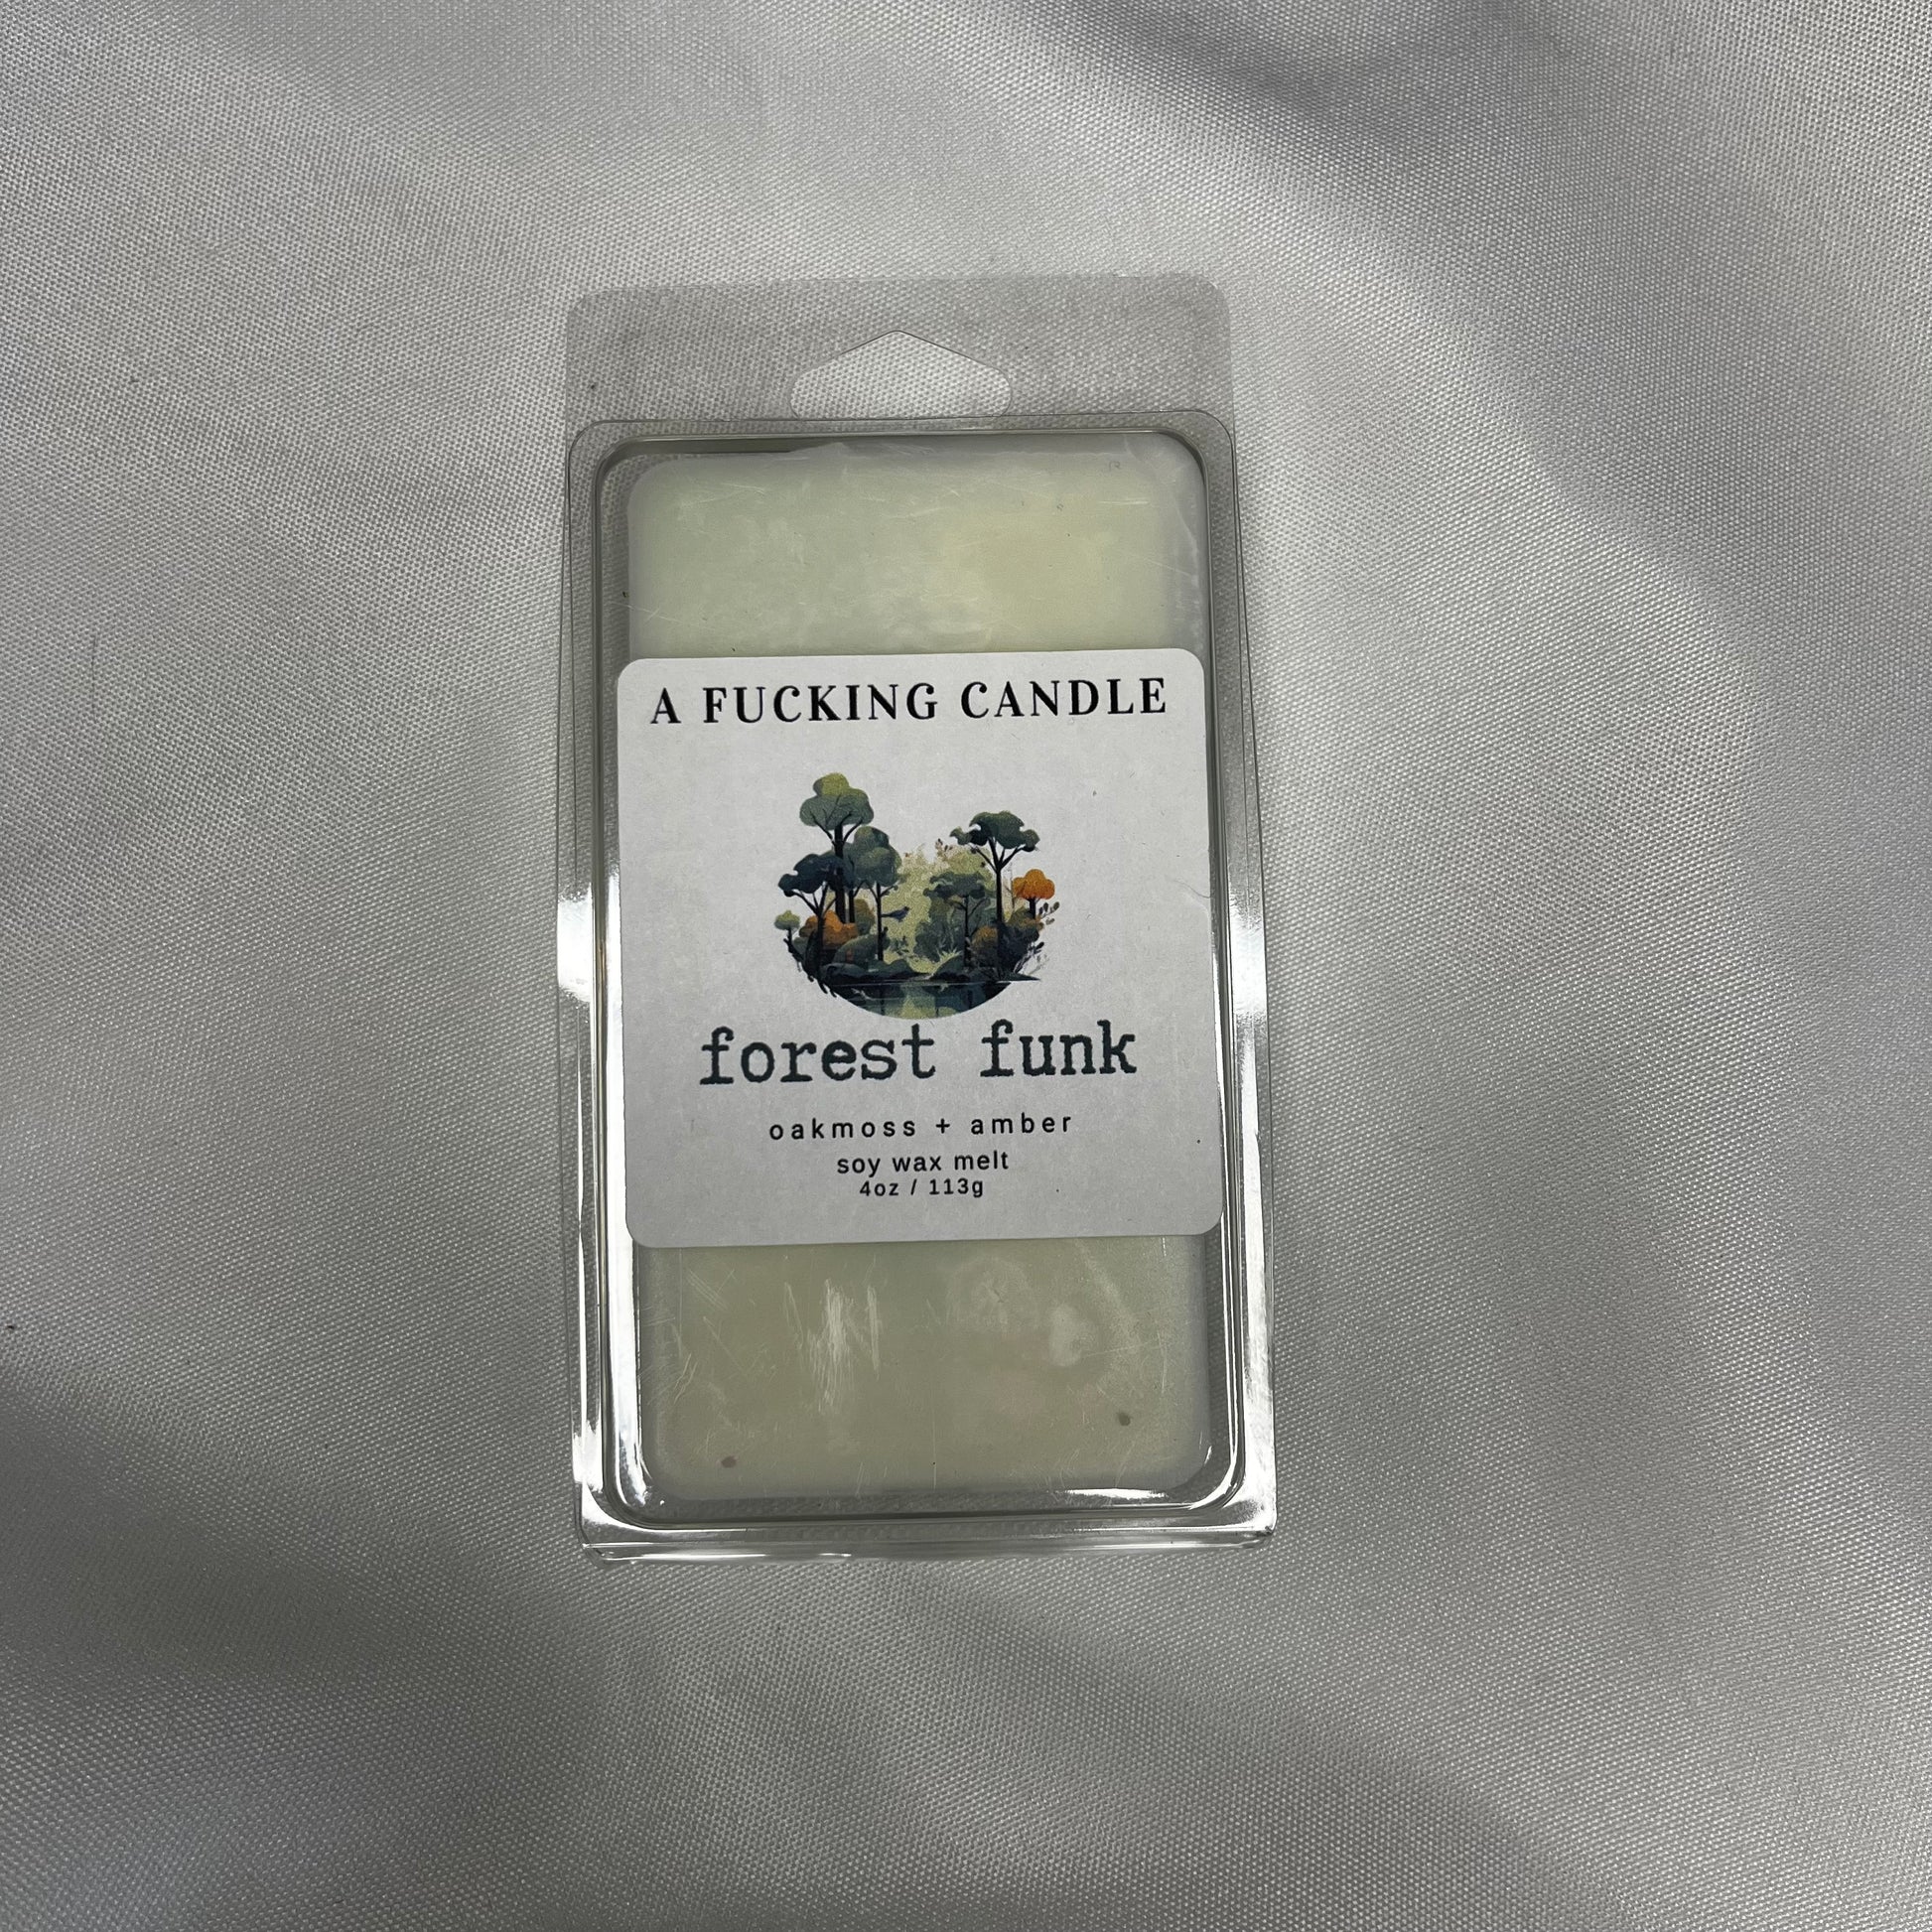 A FUCKING CANDLE
forest funk
oakmoss + amber
soy wax melt
4oz / 113g